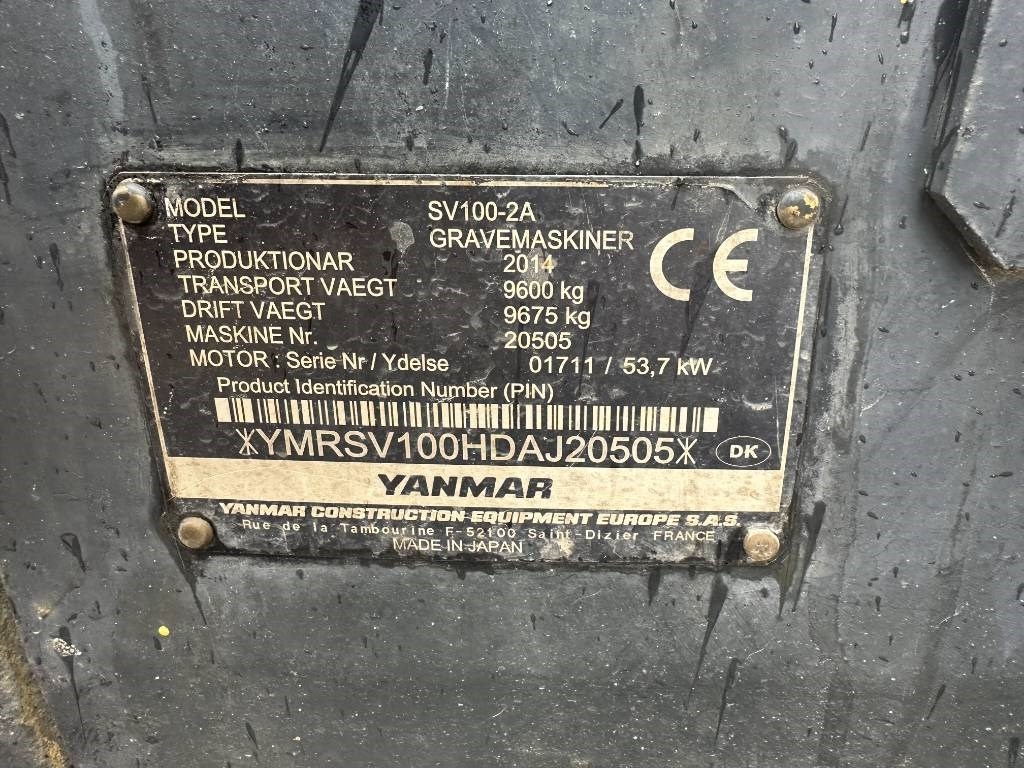 MODEL SV100-2A
TYPE GRAVEMASKINER
PRODUKTIONAR 2014
TRANSPORT VAEGT 9600 kg
DRIFT VAEGT 9675 kg
MASKINE Nr. 20505
MOTOR : Serie Nr / Ydelse 01711 / 53,7 kW
CE
Product Identification Number (PIN)
YMRSV100HDAJ20505
DK
YANMAR
YANMAR CONSTRUCTION EQUIPMENT EUROPE S.A.S.
Rue de la Tambourine F-52100 Saint-Dizier FRANCE
MADE IN JAPAN